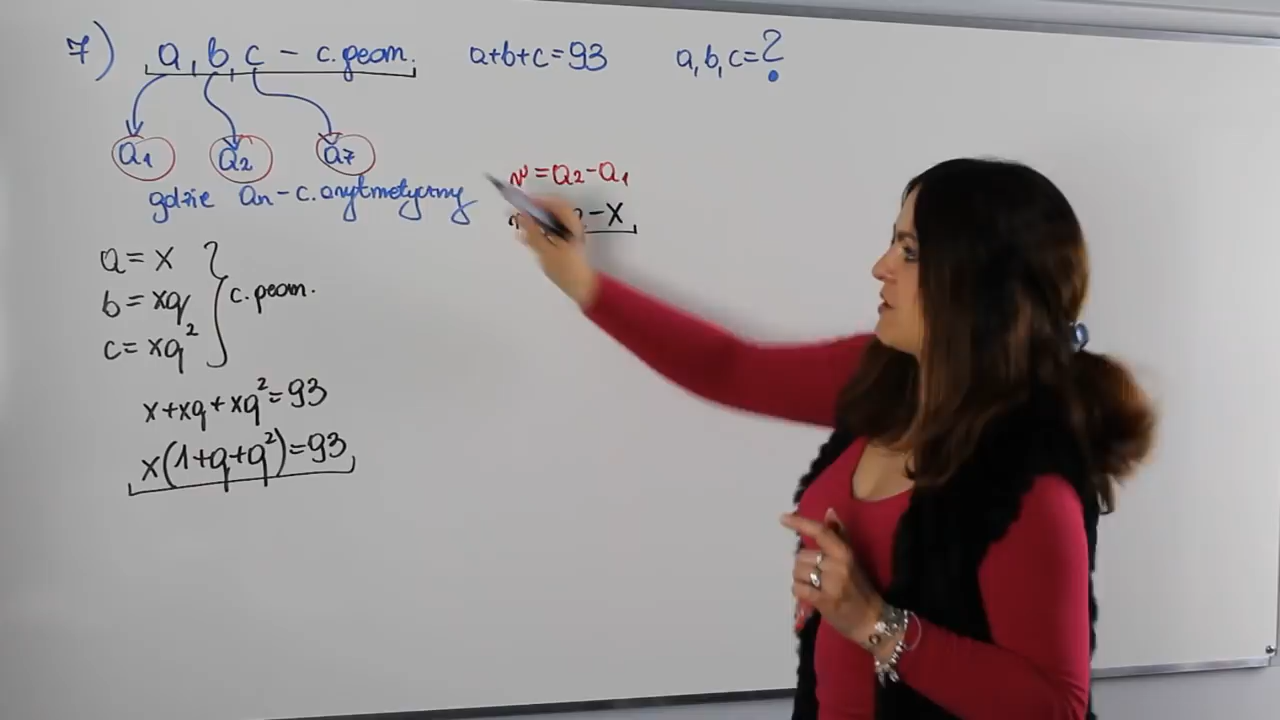 7) a, b, c - c. geom. a+b+c=93 a,b,c=?
a₁ a₂ a₇
gdzie an - c. arytmetyczny
r=a₂-a₁
-x
a=x
b=xq
c=xq²
c. geom.
x+xq+xq²=93
x(1+q+q²)=93